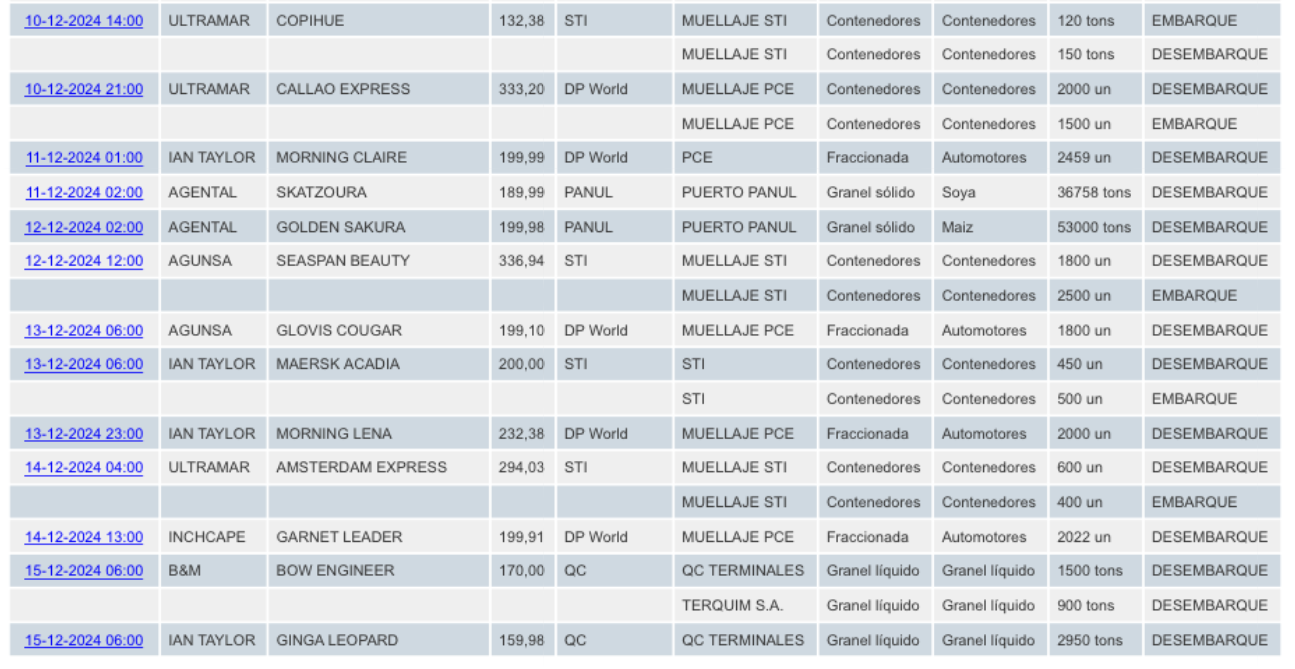 10-12-2024 14:00 ULTRAMAR COPIHUE 132,38 STI MUELLAJE STI Contenedores Contenedores 120 tons EMBARQUE
MUELLAJE STI Contenedores Contenedores 150 tons DESEMBARQUE
10-12-2024 21:00 ULTRAMAR CALLAO EXPRESS 333,20 DP World MUELLAJE PCE Contenedores Contenedores 2000 un DESEMBARQUE
MUELLAJE PCE Contenedores Contenedores 1500 un EMBARQUE
11-12-2024 01:00 IAN TAYLOR MORNING CLAIRE 199,99 DP World PCE Fraccionada Automotores 2459 un DESEMBARQUE
11-12-2024 02:00 AGENTAL SKATZOURA 189,99 PANUL PUERTO PANUL Granel sólido Soya 36758 tons DESEMBARQUE
12-12-2024 02:00 AGENTAL GOLDEN SAKURA 199,98 PANUL PUERTO PANUL Granel sólido Maiz 53000 tons DESEMBARQUE
12-12-2024 12:00 AGUNSA SEASPAN BEAUTY 336,94 STI MUELLAJE STI Contenedores Contenedores 1800 un DESEMBARQUE
MUELLAJE STI Contenedores Contenedores 2500 un EMBARQUE
13-12-2024 06:00 AGUNSA GLOVIS COUGAR 199,10 DP World MUELLAJE PCE Fraccionada Automotores 1800 un DESEMBARQUE
13-12-2024 06:00 IAN TAYLOR MAERSK ACADIA 200,00 STI STI Contenedores Contenedores 450 un DESEMBARQUE
STI Contenedores Contenedores 500 un EMBARQUE
13-12-2024 23:00 IAN TAYLOR MORNING LENA 232,38 DP World MUELLAJE PCE Fraccionada Automotores 2000 un DESEMBARQUE
14-12-2024 04:00 ULTRAMAR AMSTERDAM EXPRESS 294,03 STI MUELLAJE STI Contenedores Contenedores 600 un DESEMBARQUE
MUELLAJE STI Contenedores Contenedores 400 un EMBARQUE
14-12-2024 13:00 INCHCAPE GARNET LEADER 199,91 DP World MUELLAJE PCE Fraccionada Automotores 2022 un DESEMBARQUE
15-12-2024 06:00 B&M BOW ENGINEER 170,00 QC QC TERMINALES Granel líquido Granel líquido 1500 tons DESEMBARQUE
TERQUIM S.A. Granel líquido Granel líquido 900 tons DESEMBARQUE
15-12-2024 06:00 IAN TAYLOR GINGA LEOPARD 159,98 QC QC TERMINALES Granel líquido Granel líquido 2950 tons DESEMBARQUE